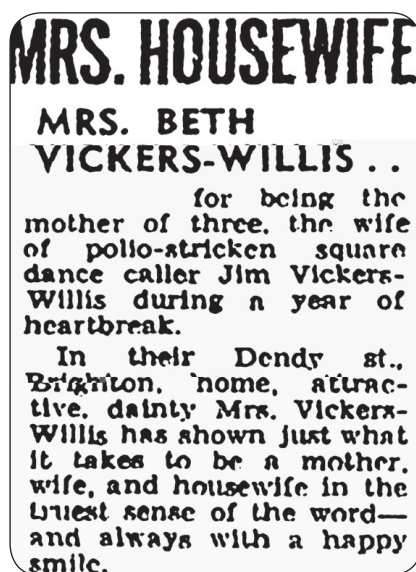 MRS. HOUSEWIFE
MRS. BETH
VICKERS-WILLIS . .
for being the
mother of three, the wife
of polio-stricken square
dance caller Jim Vickers-
Willis during a year of
heartbreak.
In their Dendy st.,
Brighton, home, attrac-
tive, dainty Mrs. Vickers-
Willis has shown just what
it takes to be a mother,
wife, and housewife in the
truest sense of the word—
and always with a happy
smile.